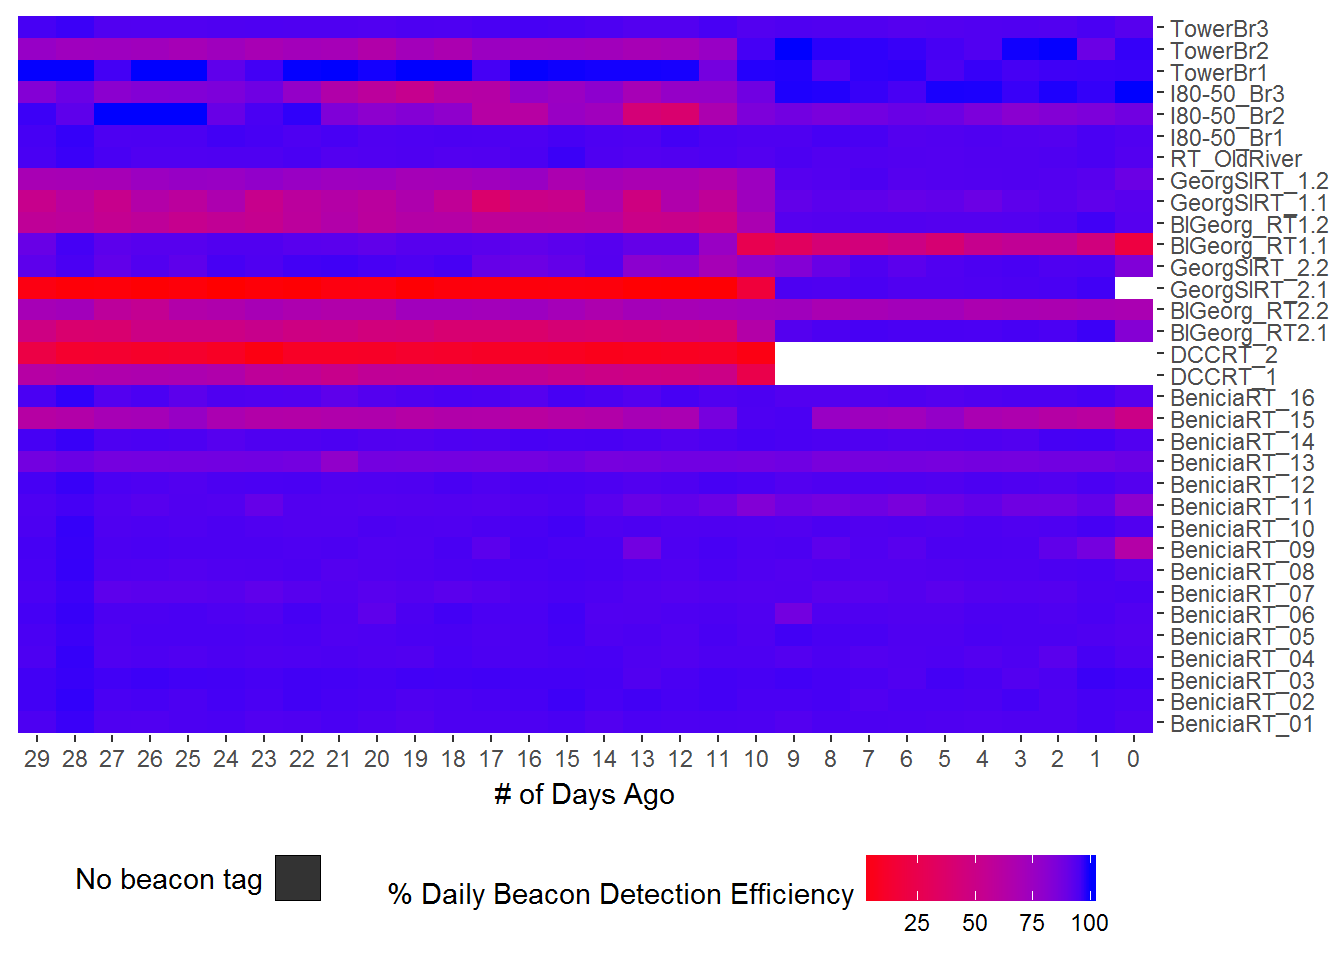 TowerBr3
TowerBr2
TowerBr1
I80-50_Br3
I80-50_Br2
I80-50_Br1
RT_OldRiver
GeorgSlRT_1.2
GeorgSlRT_1.1
BlGeorg_RT1.2
BlGeorg_RT1.1
GeorgSlRT_2.2
GeorgSlRT_2.1
BlGeorg_RT2.2
BlGeorg_RT2.1
DCCRT_2
DCCRT_1
BeniciaRT_16
BeniciaRT_15
BeniciaRT_14
BeniciaRT_13
BeniciaRT_12
BeniciaRT_11
BeniciaRT_10
BeniciaRT_09
BeniciaRT_08
BeniciaRT_07
BeniciaRT_06
BeniciaRT_05
BeniciaRT_04
BeniciaRT_03
BeniciaRT_02
BeniciaRT_01
29 28 27 26 25 24 23 22 21 20 19 18 17 16 15 14 13 12 11 10 9 8 7 6 5 4 3 2 1 0
# of Days Ago
No beacon tag
% Daily Beacon Detection Efficiency
25 50 75 100